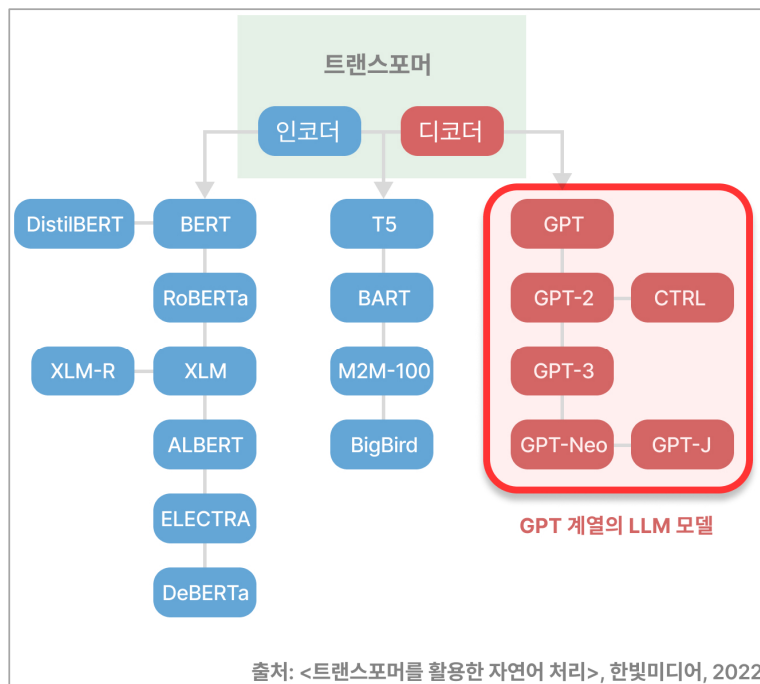 트랜스포머
인코더 디코더
DistilBERT BERT T5 GPT
RoBERTa BART GPT-2 CTRL
XLM-R XLM M2M-100 GPT-3
ALBERT BigBird GPT-Neo GPT-J
ELECTRA
GPT 계열의 LLM 모델
DeBERTa
출처: <트랜스포머를 활용한 자연어 처리>, 한빛미디어, 2022